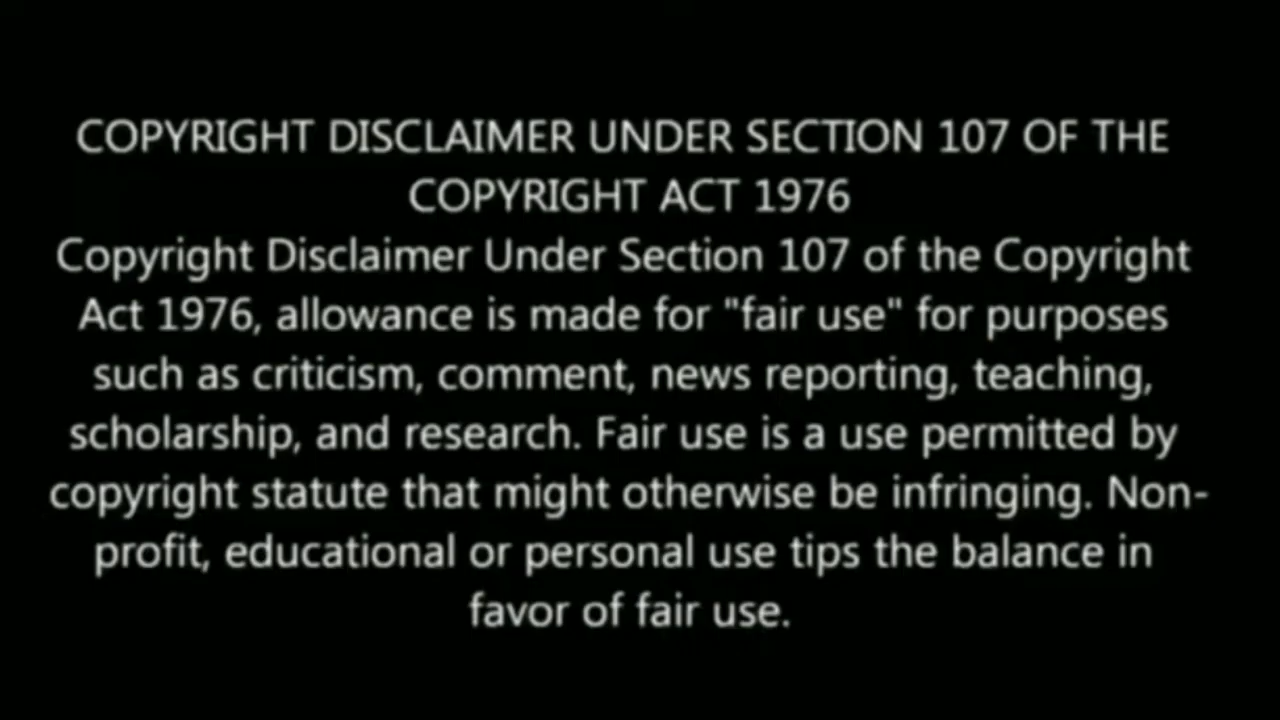 COPYRIGHT DISCLAIMER UNDER SECTION 107 OF THE
COPYRIGHT ACT 1976
Copyright Disclaimer Under Section 107 of the Copyright
Act 1976, allowance is made for "fair use" for purposes
such as criticism, comment, news reporting, teaching,
scholarship, and research. Fair use is a use permitted by
copyright statute that might otherwise be infringing. Non-
profit, educational or personal use tips the balance in
favor of fair use.